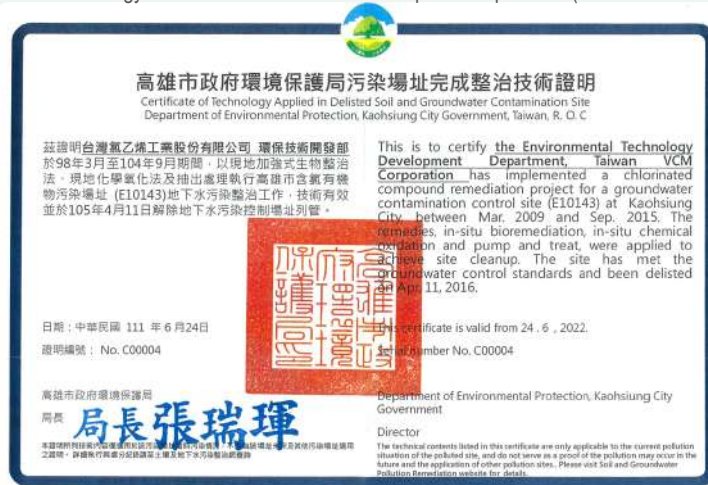 高雄市政府環境保護局污染場址完成整治技術證明
Certificate of Technology Applied in Delisted Soil and Groundwater Contamination Site
Department of Environmental Protection, Kaohsiung City Government, Taiwan, R. O. C
茲證明台灣氯乙烯工業股份有限公司 環保技術開發部
於98年3月至104年9月期間，以現地加強式生物整治
法、現地化學氧化法及抽出處理執行高雄市含氯有機
物污染場址 (E10143)地下水污染整治工作，技術有效
並於105年4月11日解除地下水污染控制場址列管。
This is to certify the Environmental Technology
Development Department, Taiwan VCM
Corporation has implemented a chlorinated
compound remediation project for a groundwater
contamination control site (E10143) at Kaohsiung
City, between Mar. 2009 and Sep. 2015. The
remedies, in-situ bioremediation, in-situ chemical
oxidation and pump and treat, were applied to
achieve site cleanup. The site has met the
groundwater control standards and been delisted
on Apr. 11, 2016.
高雄市政府環境保護局印
日期：中華民國 111 年 6 月24日
證明編號： No. C00004
This certificate is valid from 24 . 6 , 2022.
Serial number No. C00004
高雄市政府環境保護局
局長
局長張瑞琿
Department of Environmental Protection, Kaohsiung City
Government
Director
The technical contents listed in this certificate are only applicable to the current pollution
situation of the polluted site, and do not serve as a proof of the pollution may occur in the
future and the application of other pollution sites.. Please visit Soil and Groundwater
Pollution Remediation website for details.